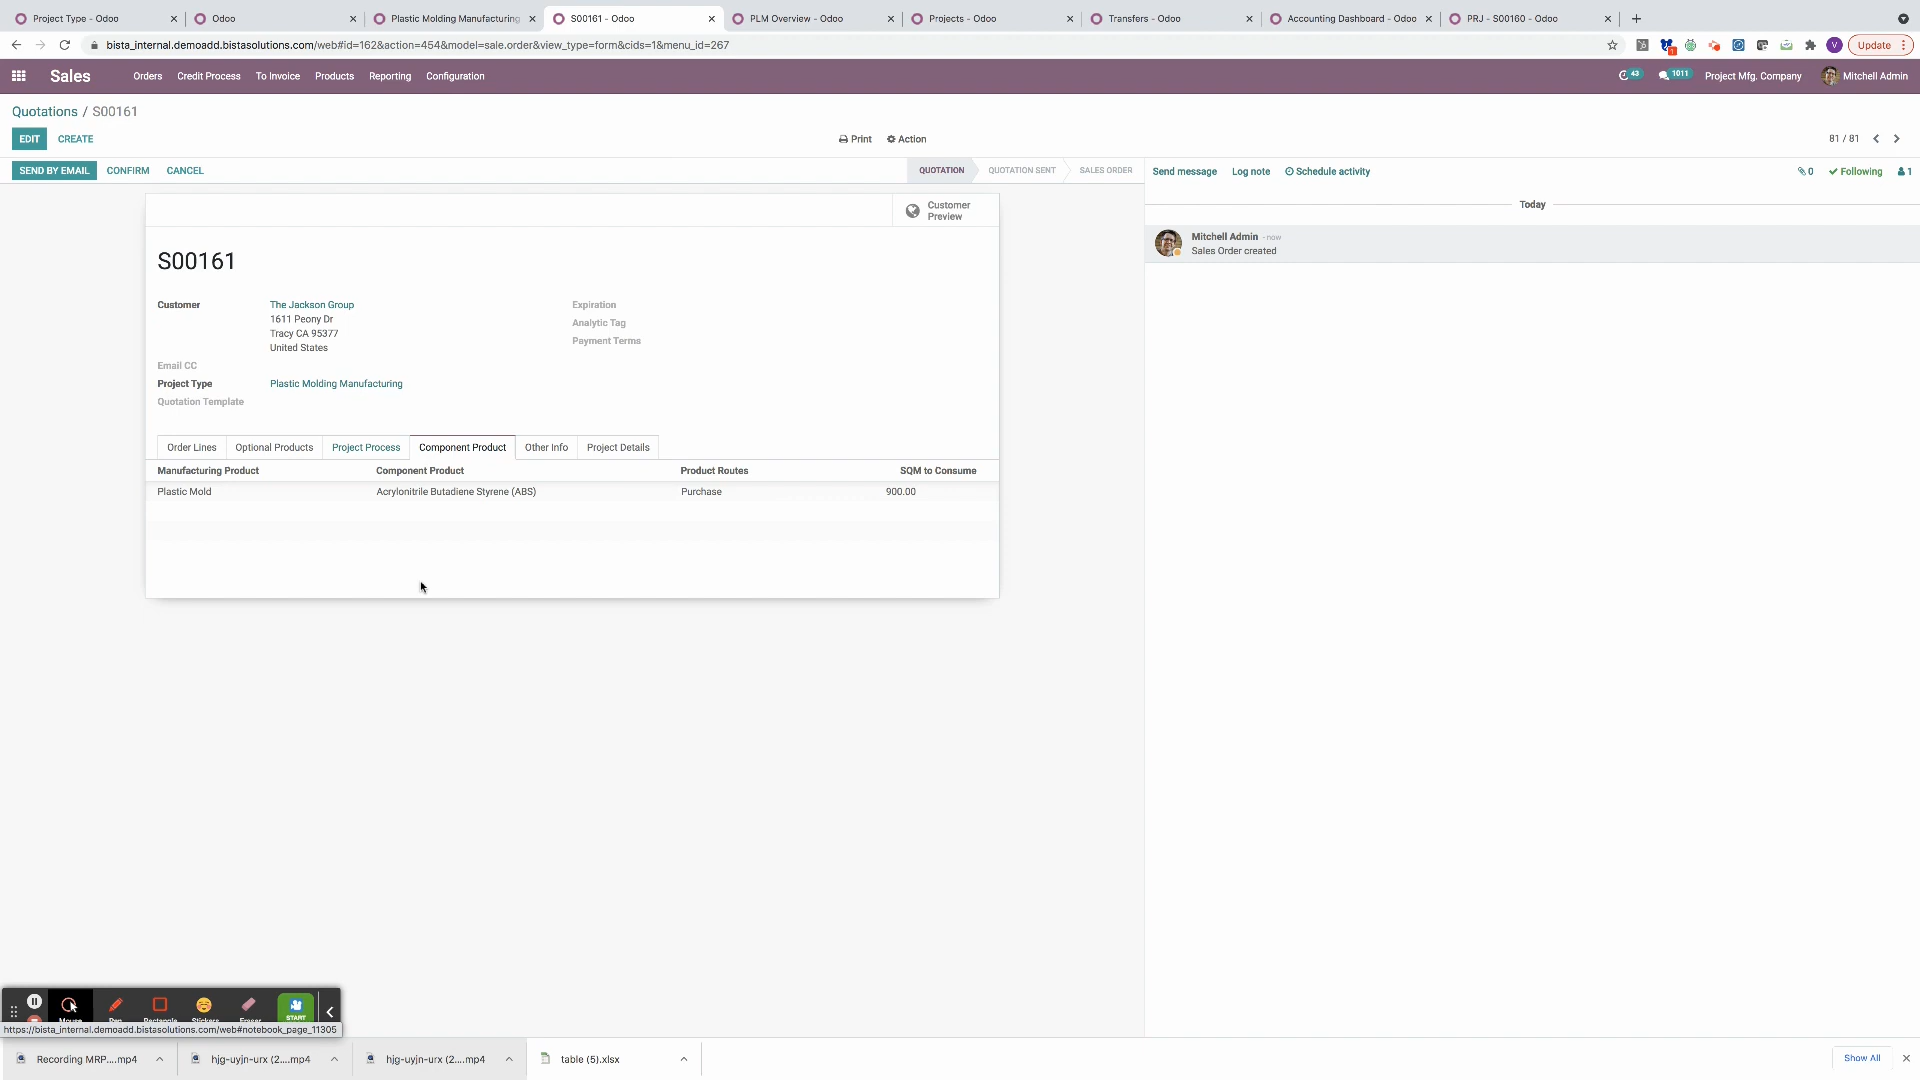 Project Type - Odoo
Odoo
Plastic Molding Manufacturing
S00161 - Odoo
PLM Overview - Odoo
Projects - Odoo
Transfers - Odoo
Accounting Dashboard - Odoo
PRJ - S00160 - Odoo
bista_internal.demoadd.bistasolutions.com/web#id=162&action=454&model=sale.order&view_type=form&cids=1&menu_id=267
1
V
Update
Sales
Orders
Credit Process
To Invoice
Products
Reporting
Configuration
43
1011
Project Mfg. Company
Mitchell Admin
Quotations / S00161
EDIT
CREATE
Print
Action
81 / 81
SEND BY EMAIL
CONFIRM
CANCEL
QUOTATION
QUOTATION SENT
SALES ORDER
Send message
Log note
Schedule activity
0
Following
1
Customer
Preview
Today
Mitchell Admin - now
Sales Order created
S00161
Customer
The Jackson Group
1611 Peony Dr
Tracy CA 95377
United States
Expiration
Analytic Tag
Payment Terms
Email CC
Project Type
Plastic Molding Manufacturing
Quotation Template
Order Lines
Optional Products
Project Process
Component Product
Other Info
Project Details
Manufacturing Product
Component Product
Product Routes
SQM to Consume
Plastic Mold
Acrylonitrile Butadiene Styrene (ABS)
Purchase
900.00
Mouse
Pen
Rectangle
Stickers
Eraser
START
https://bista_internal.demoadd.bistasolutions.com/web#notebook_page_11305
Recording MRP....mp4
hjg-uyjn-urx (2....mp4
hjg-uyjn-urx (2....mp4
table (5).xlsx
Show All